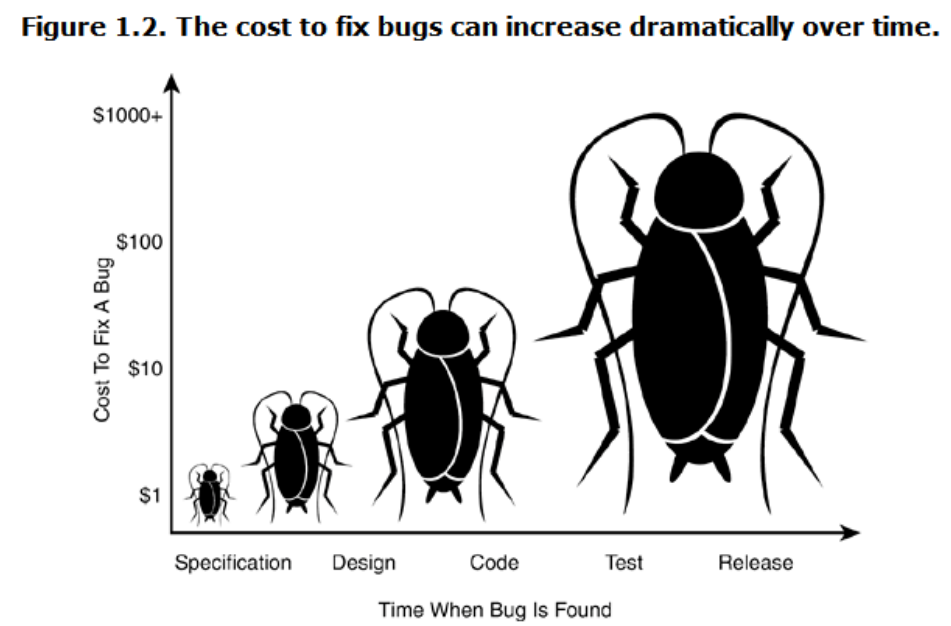 Figure 1.2. The cost to fix bugs can increase dramatically over time.
$1000+
$100
$10
$1
Cost To Fix A Bug
Specification Design Code Test Release
Time When Bug Is Found